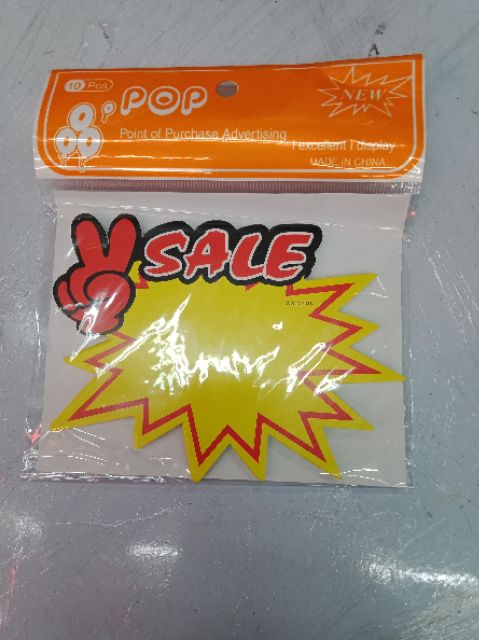 10 Pcs
POP
NEW
Point of Purchase Advertising
! excellent ! display
MADE IN CHINA
SALE